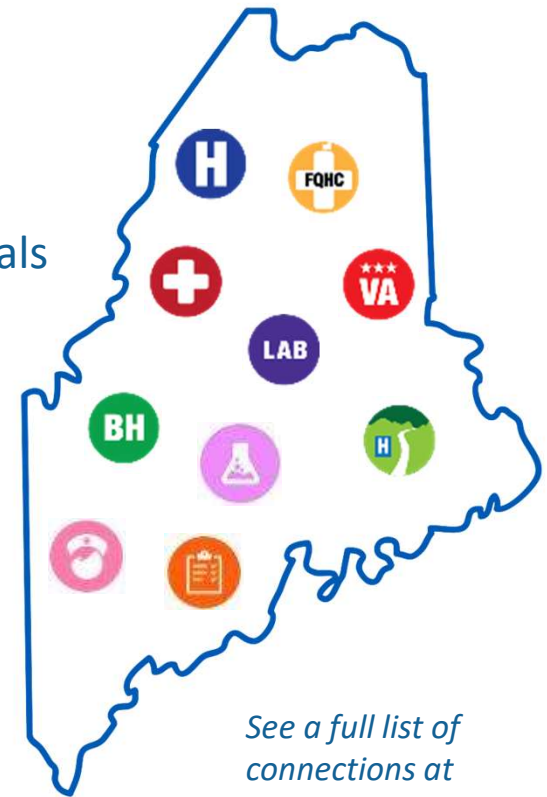 H
FQHC
als
VA
LAB
BH
H
See a full list of
connections at